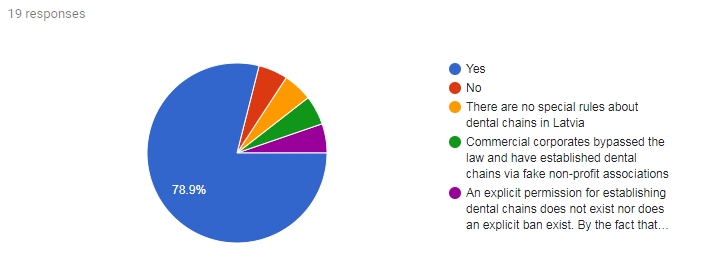 19 responses
Yes
No
There are no special rules about
dental chains in Latvia
Commercial corporates bypassed the
law and have established dental
chains via fake non-profit associations
An explicit permission for establishing
dental chains does not exist nor does
an explicit ban exist. By the fact that…
78.9%